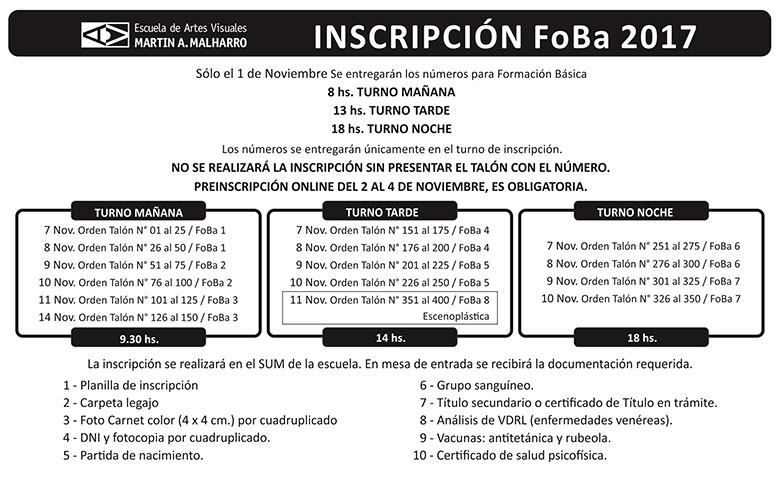 Escuela de Artes Visuales
MARTIN A. MALHARRO
INSCRIPCIÓN FoBa 2017
Sólo el 1 de Noviembre Se entregarán los números para Formación Básica
8 hs. TURNO MAÑANA
13 hs. TURNO TARDE
18 hs. TURNO NOCHE
Los números se entregarán únicamente en el turno de inscripción.
NO SE REALIZARÁ LA INSCRIPCIÓN SIN PRESENTAR EL TALÓN CON EL NÚMERO.
PREINSCRIPCIÓN ONLINE DEL 2 AL 4 DE NOVIEMBRE, ES OBLIGATORIA.
TURNO MAÑANA
7 Nov. Orden Talón N° 01 al 25 / FoBa 1
8 Nov. Orden Talón N° 26 al 50 / FoBa 1
9 Nov. Orden Talón N° 51 al 75 / FoBa 2
10 Nov. Orden Talón N° 76 al 100 / FoBa 2
11 Nov. Orden Talón N° 101 al 125 / FoBa 3
14 Nov. Orden Talón N° 126 al 150 / FoBa 3
9.30 hs.
TURNO TARDE
7 Nov. Orden Talón N° 151 al 175 / FoBa 4
8 Nov. Orden Talón N° 176 al 200 / FoBa 4
9 Nov. Orden Talón N° 201 al 225 / FoBa 5
10 Nov. Orden Talón N° 226 al 250 / FoBa 5
11 Nov. Orden Talón N° 351 al 400 / FoBa 8
Escenoplástica
14 hs.
TURNO NOCHE
7 Nov. Orden Talón N° 251 al 275 / FoBa 6
8 Nov. Orden Talón N° 276 al 300 / FoBa 6
9 Nov. Orden Talón N° 301 al 325 / FoBa 7
10 Nov. Orden Talón N° 326 al 350 / FoBa 7
18 hs.
La inscripción se realizará en el SUM de la escuela. En mesa de entrada se recibirá la documentación requerida.
1 - Planilla de inscripción
2 - Carpeta legajo
3 - Foto Carnet color (4 x 4 cm.) por cuadruplicado
4 - DNI y fotocopia por cuadruplicado.
5 - Partida de nacimiento.
6 - Grupo sanguíneo.
7 - Título secundario o certificado de Título en trámite.
8 - Análisis de VDRL (enfermedades venéreas).
9 - Vacunas: antitetánica y rubeola.
10 - Certificado de salud psicofísica.